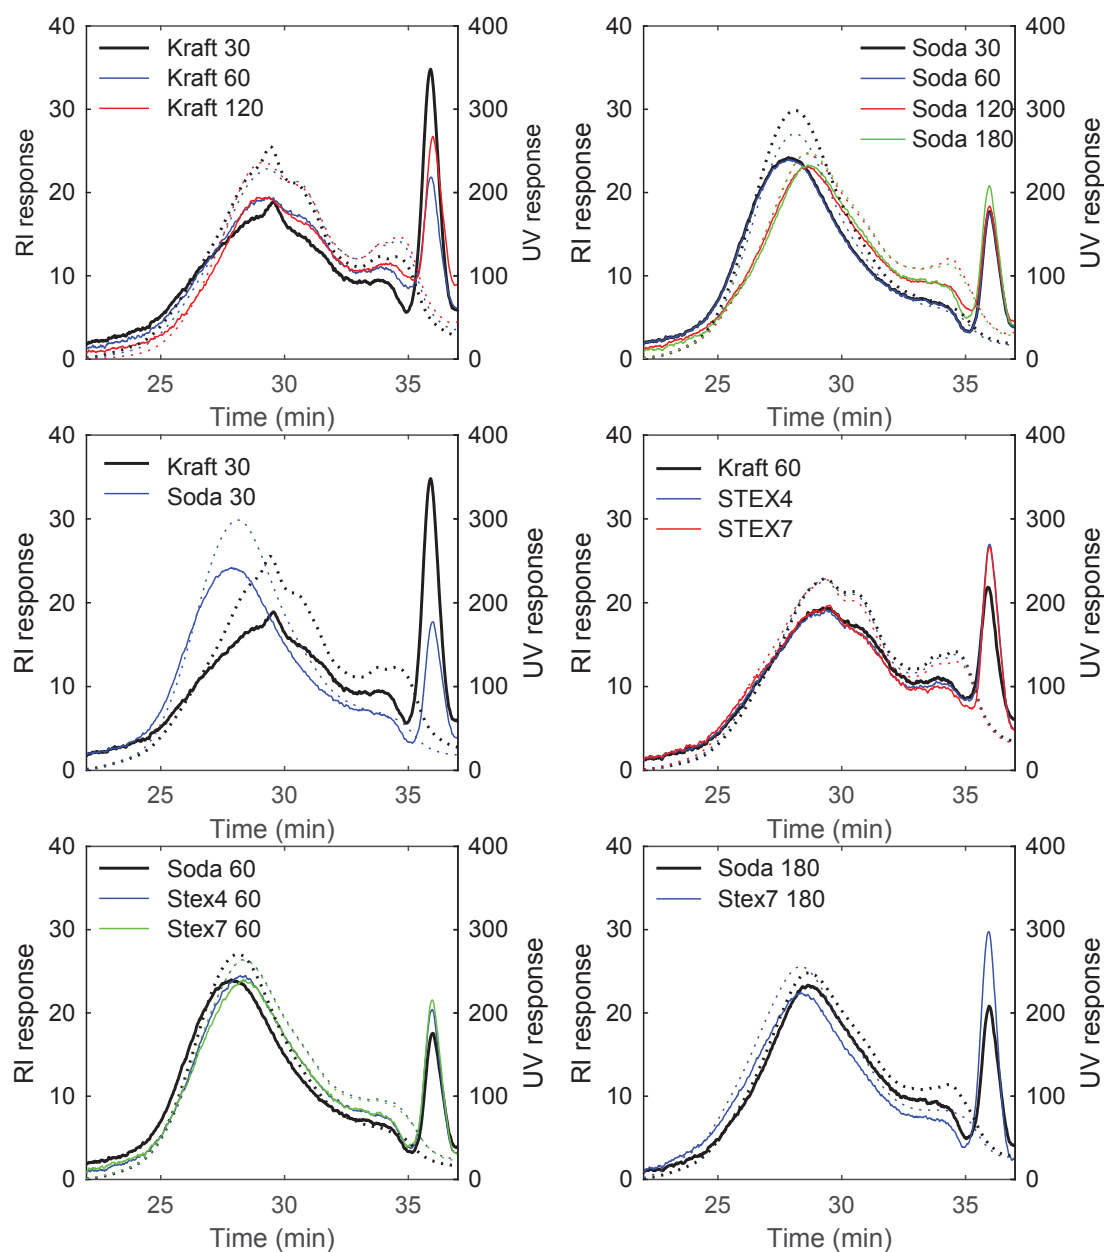 40
30
20
10
0
RI response
400
300
200
100
0
UV response
Kraft 30
Kraft 60
Kraft 120
25 30 35
Time (min)
40
30
20
10
0
RI response
400
300
200
100
0
UV response
Soda 30
Soda 60
Soda 120
Soda 180
25 30 35
Time (min)
40
30
20
10
0
RI response
400
300
200
100
0
UV response
Kraft 30
Soda 30
25 30 35
Time (min)
40
30
20
10
0
RI response
400
300
200
100
0
UV response
Kraft 60
STEX4
STEX7
25 30 35
Time (min)
40
30
20
10
0
RI response
400
300
200
100
0
UV response
Soda 60
Stex4 60
Stex7 60
25 30 35
Time (min)
40
30
20
10
0
RI response
400
300
200
100
0
UV response
Soda 180
Stex7 180
25 30 35
Time (min)